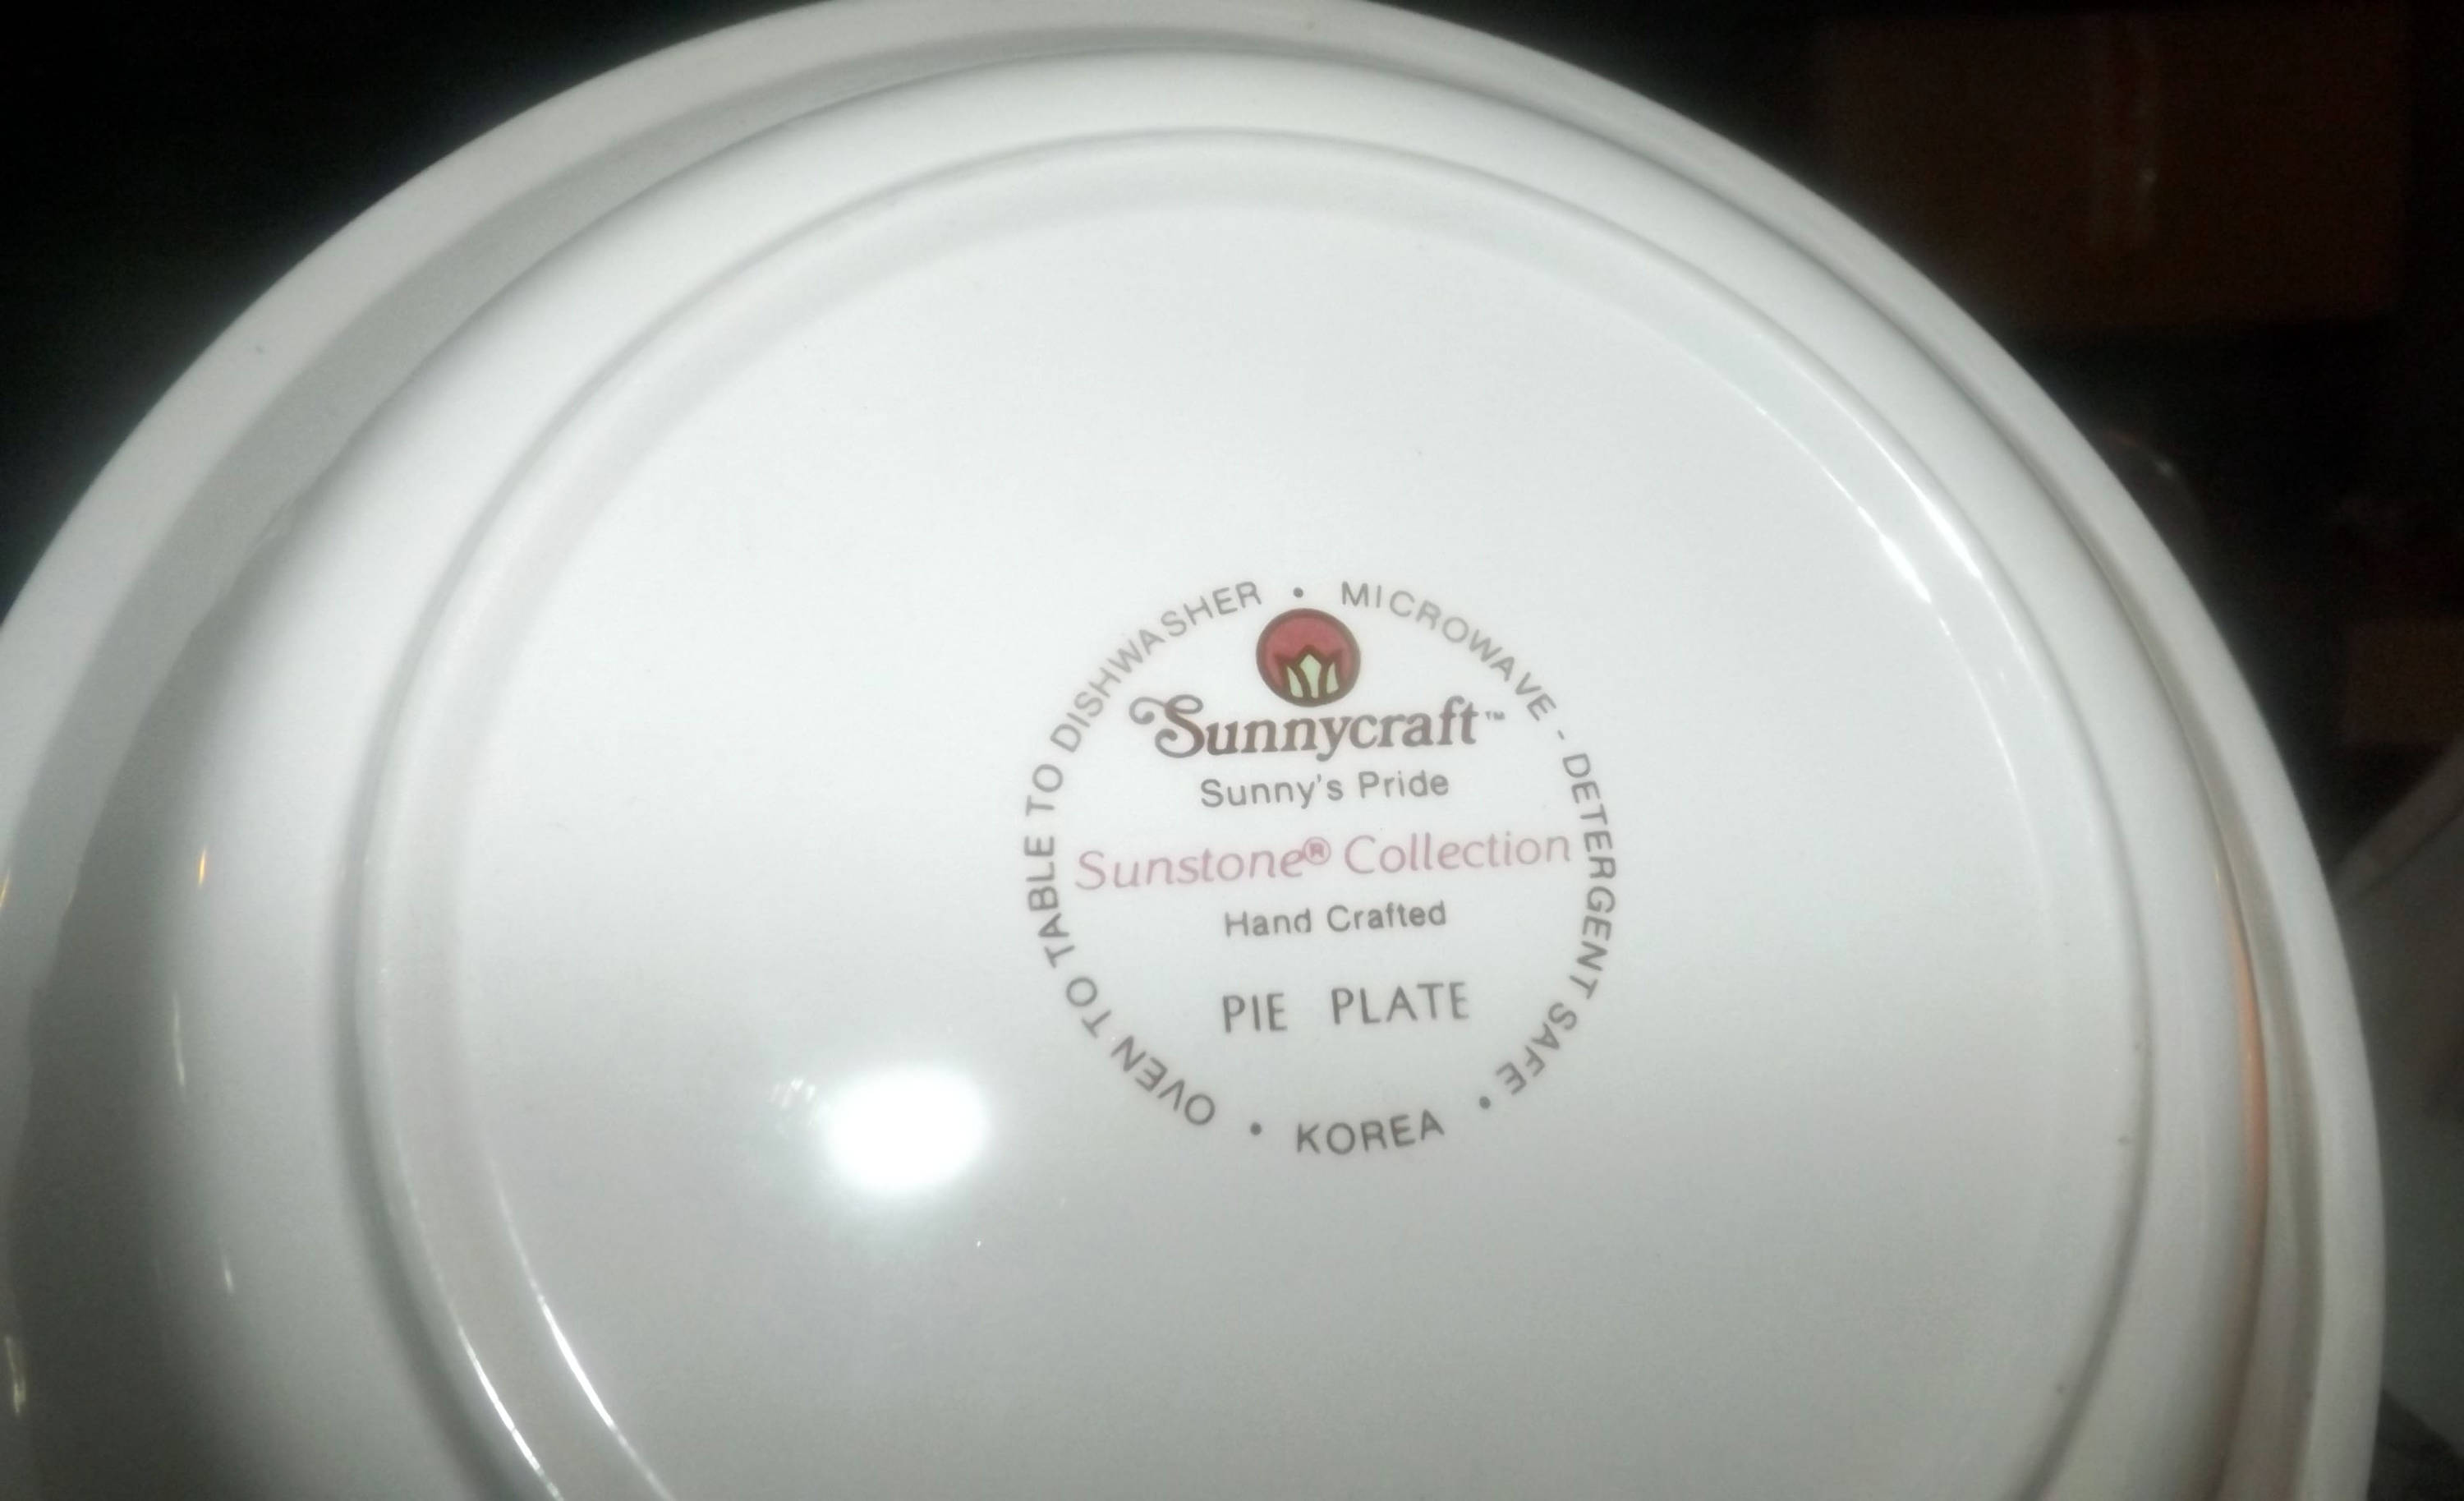 OVEN TO TABLE TO DISHWASHER • MICROWAVE - DETERGENT SAFE • KOREA •
Sunnycraft™
Sunny's Pride
Sunstone® Collection
Hand Crafted
PIE PLATE